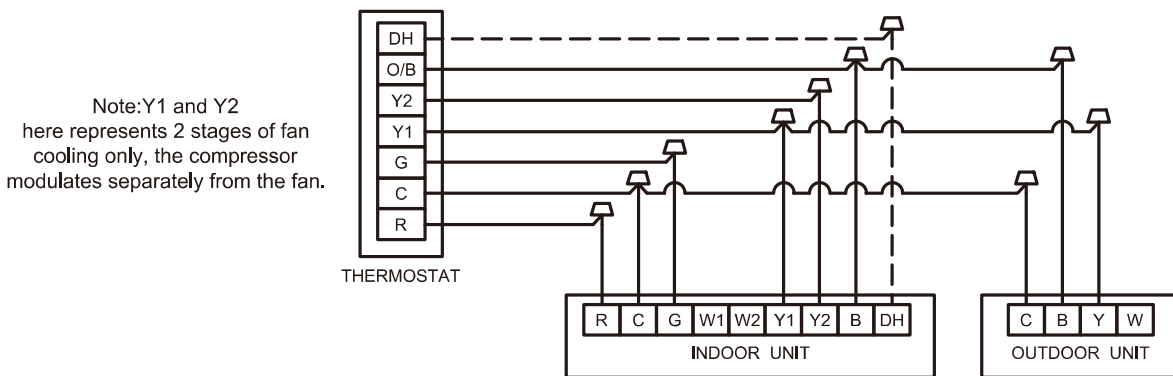 Note:Y1 and Y2
here represents 2 stages of fan
cooling only, the compressor
modulates separately from the fan.
DH
O/B
Y2
Y1
G
C
R
THERMOSTAT
R C G W1 W2 Y1 Y2 B DH
INDOOR UNIT
C B Y W
OUTDOOR UNIT